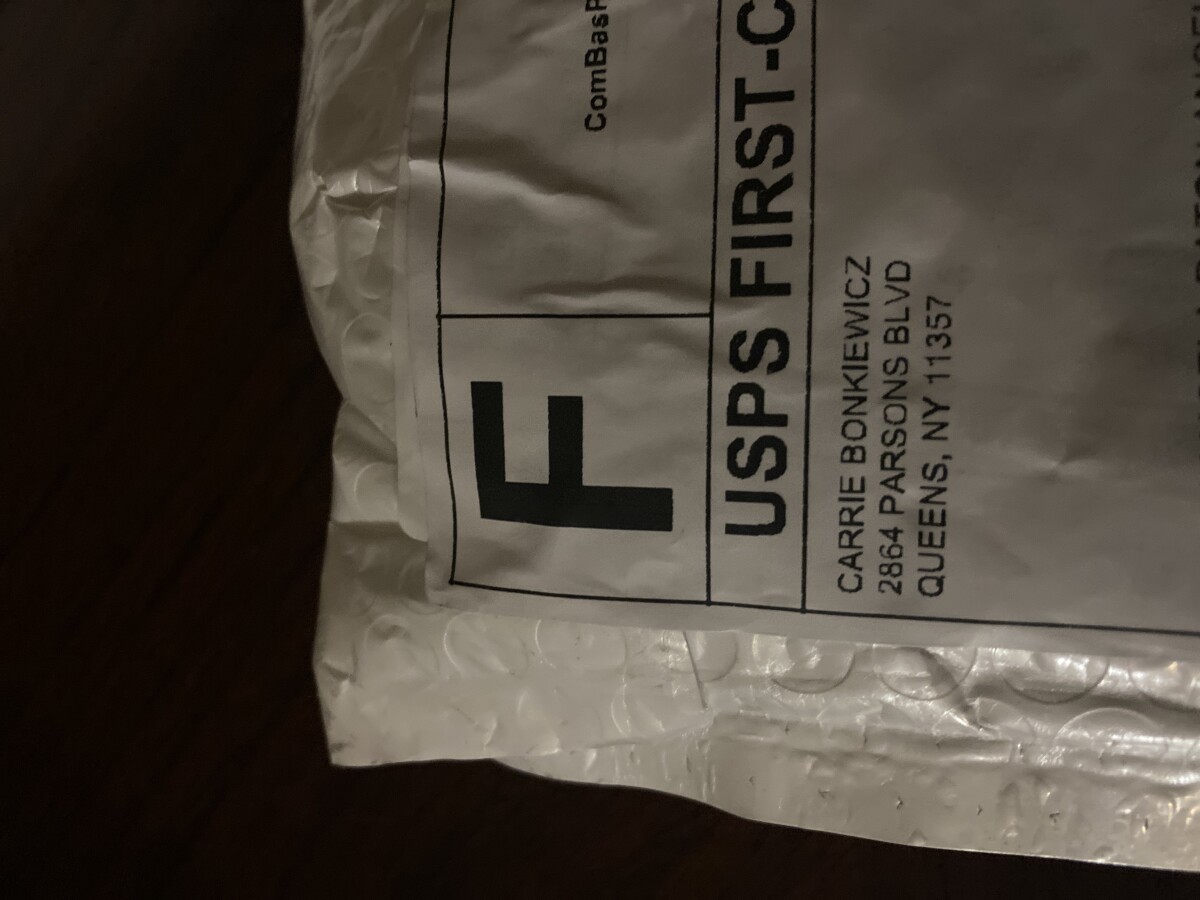 F
ComBasP
USPS FIRST-C
CARRIE BONKIEWICZ
2864 PARSONS BLVD
QUEENS, NY 11357